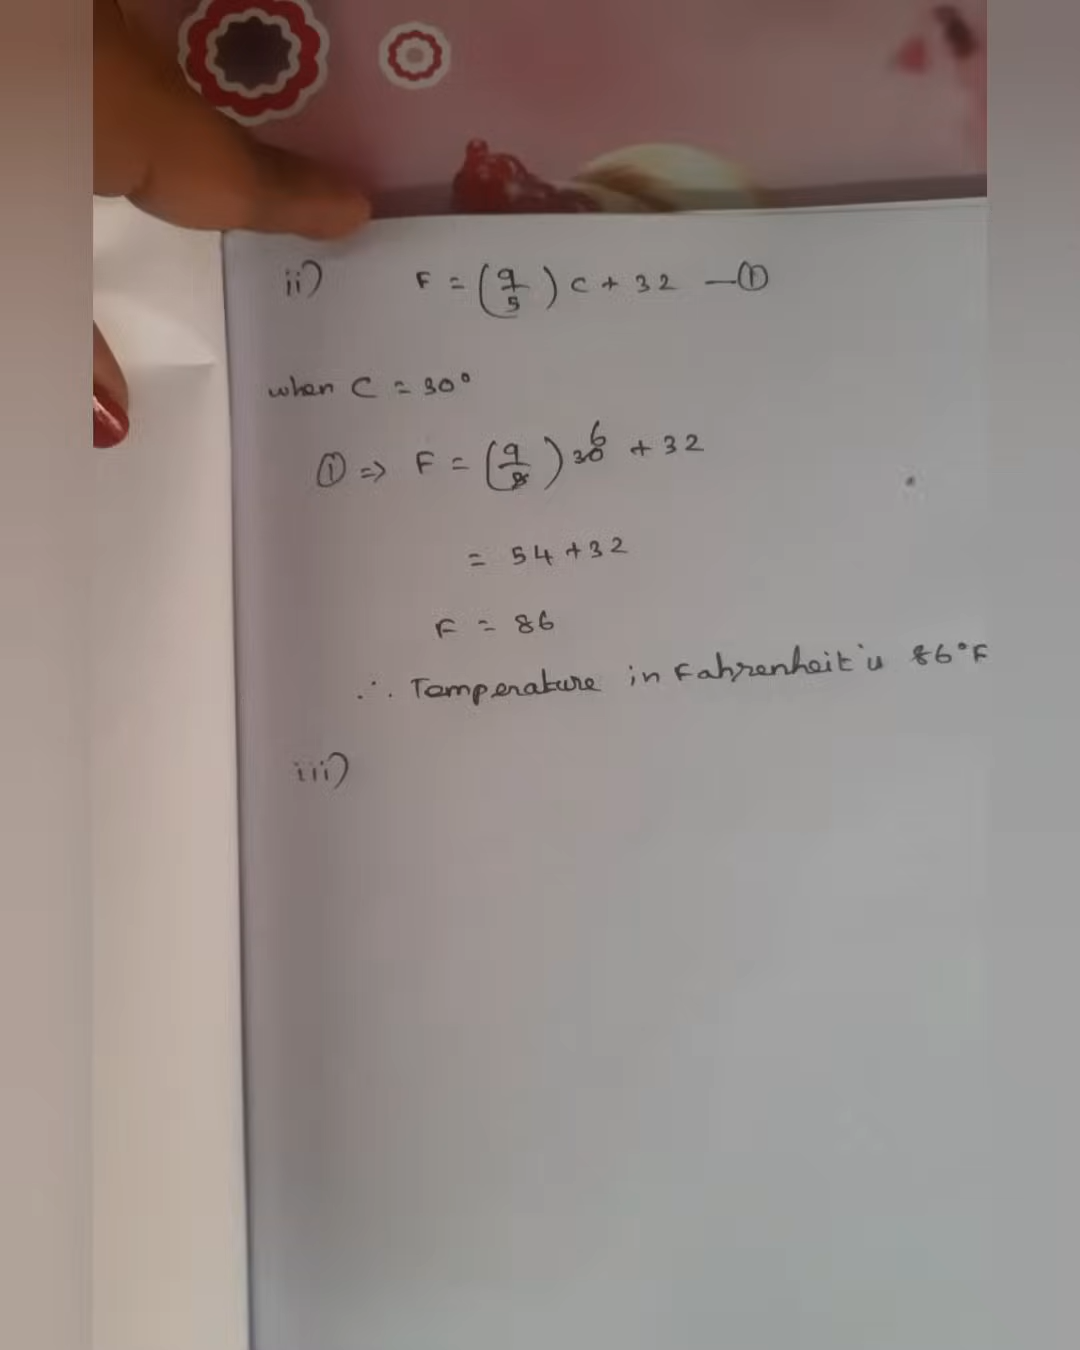 ii) F = (9/5) C + 32 —①
when C = 30°
① => F = (9/5) 30 6 + 32
= 54 + 32
F = 86
∴ Temperature in Fahrenheit is 86°F
iii)